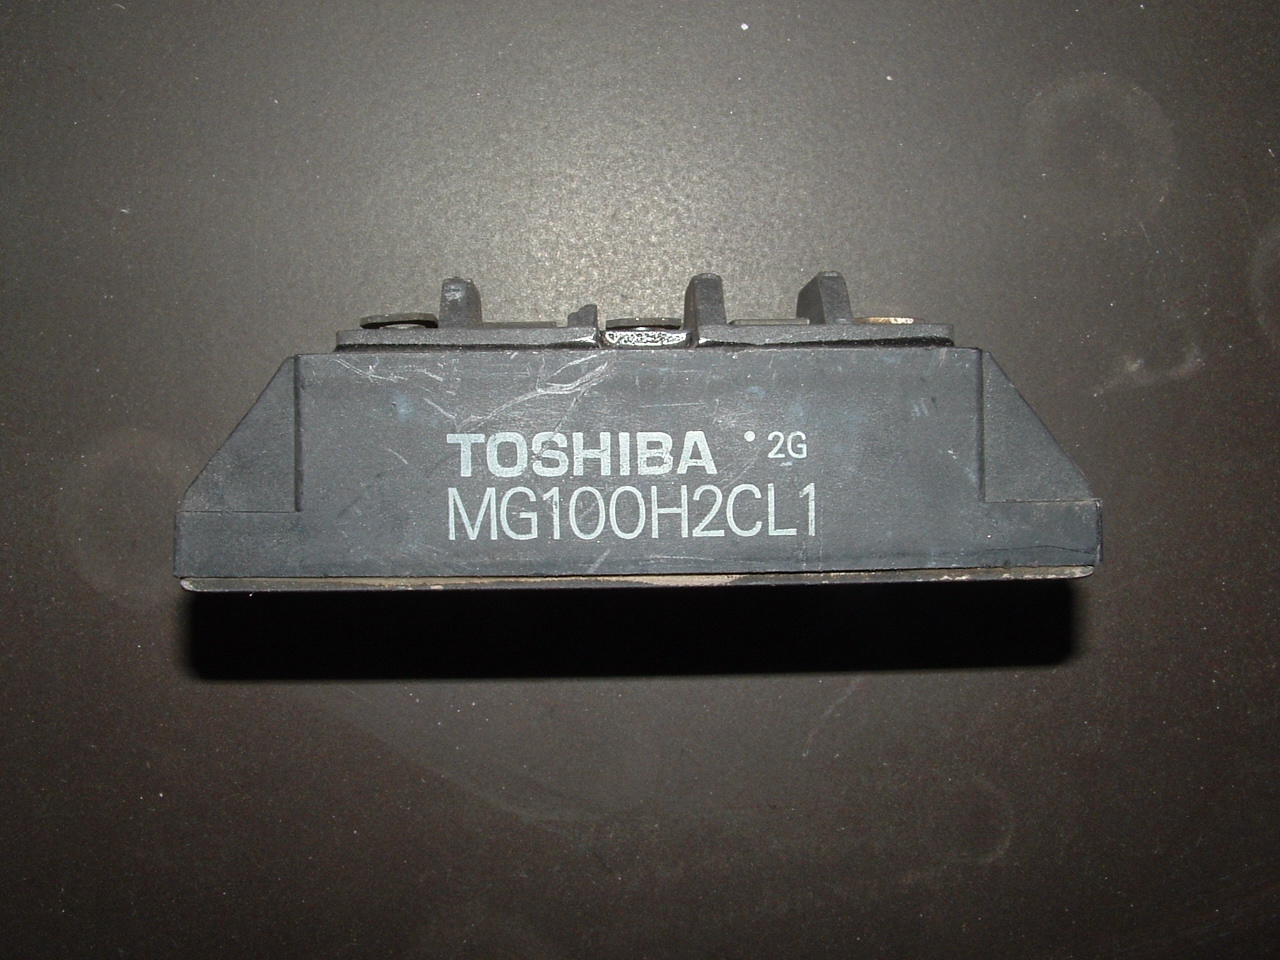 TOSHIBA • 2G
MG100H2CL1